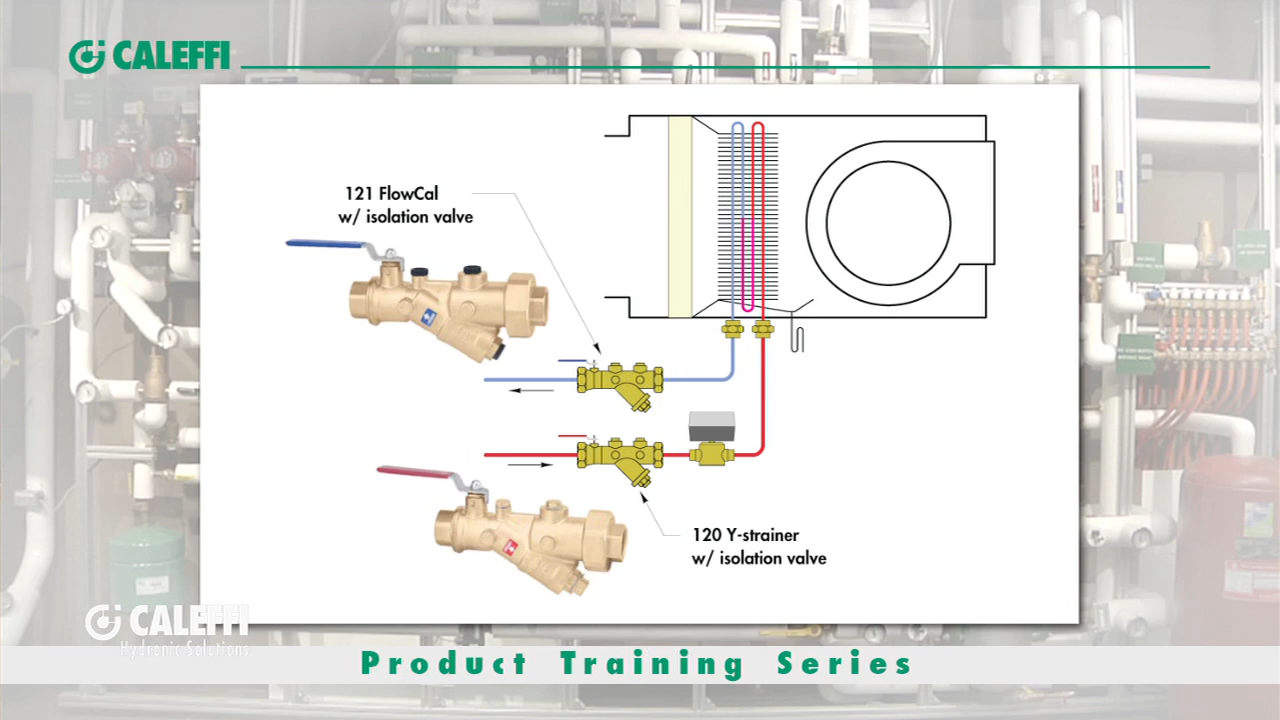 CALEFFI
121 FlowCal
w/ isolation valve
120 Y-strainer
w/ isolation valve
CALEFFI
Hydronic Solutions
Product Training Series